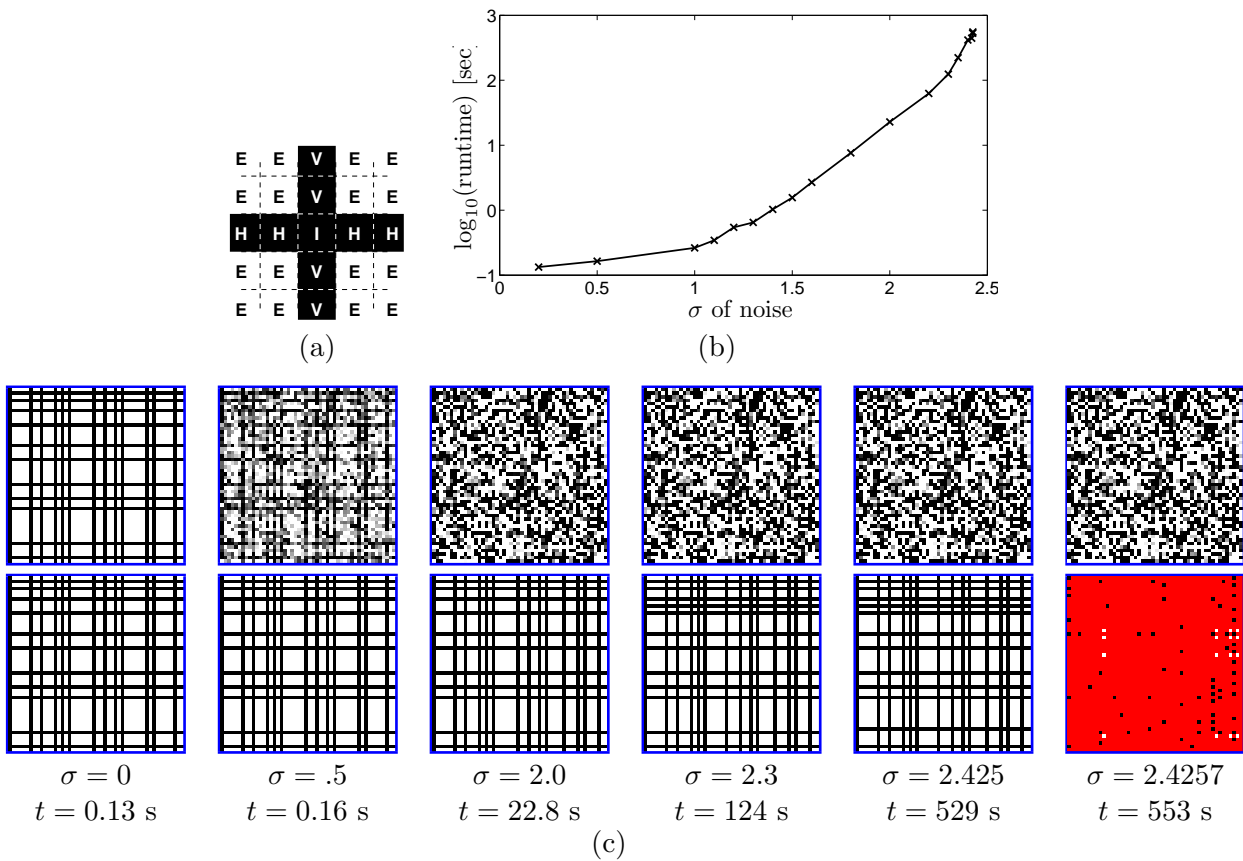 E E V E E
E E V E E
H H I H H
E E V E E
E E V E E
(a)
log₁₀(runtime) [sec]
3
2
1
0
−1
0 0.5 1 1.5 2 2.5
σ of noise
(b)
σ = 0 σ = .5 σ = 2.0 σ = 2.3 σ = 2.425 σ = 2.4257
t = 0.13 s t = 0.16 s t = 22.8 s t = 124 s t = 529 s t = 553 s
(c)